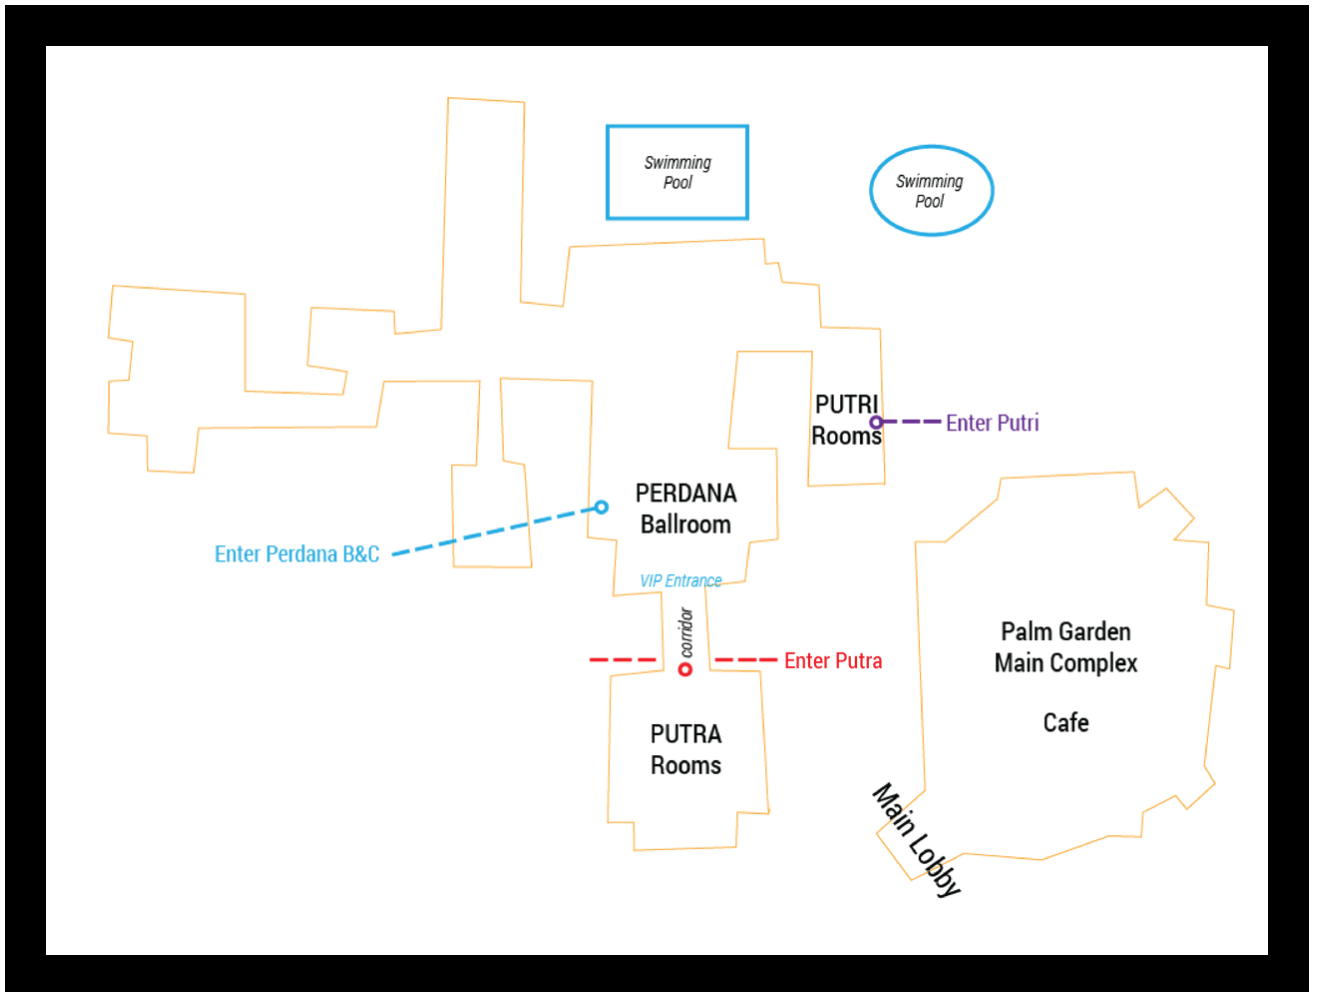 Swimming
Pool
Swimming
Pool
PUTRI
Rooms
Enter Putri
PERDANA
Ballroom
Enter Perdana B&C
VIP Entrance
corridor
Enter Putra
PUTRA
Rooms
Palm Garden
Main Complex
Cafe
Main Lobby